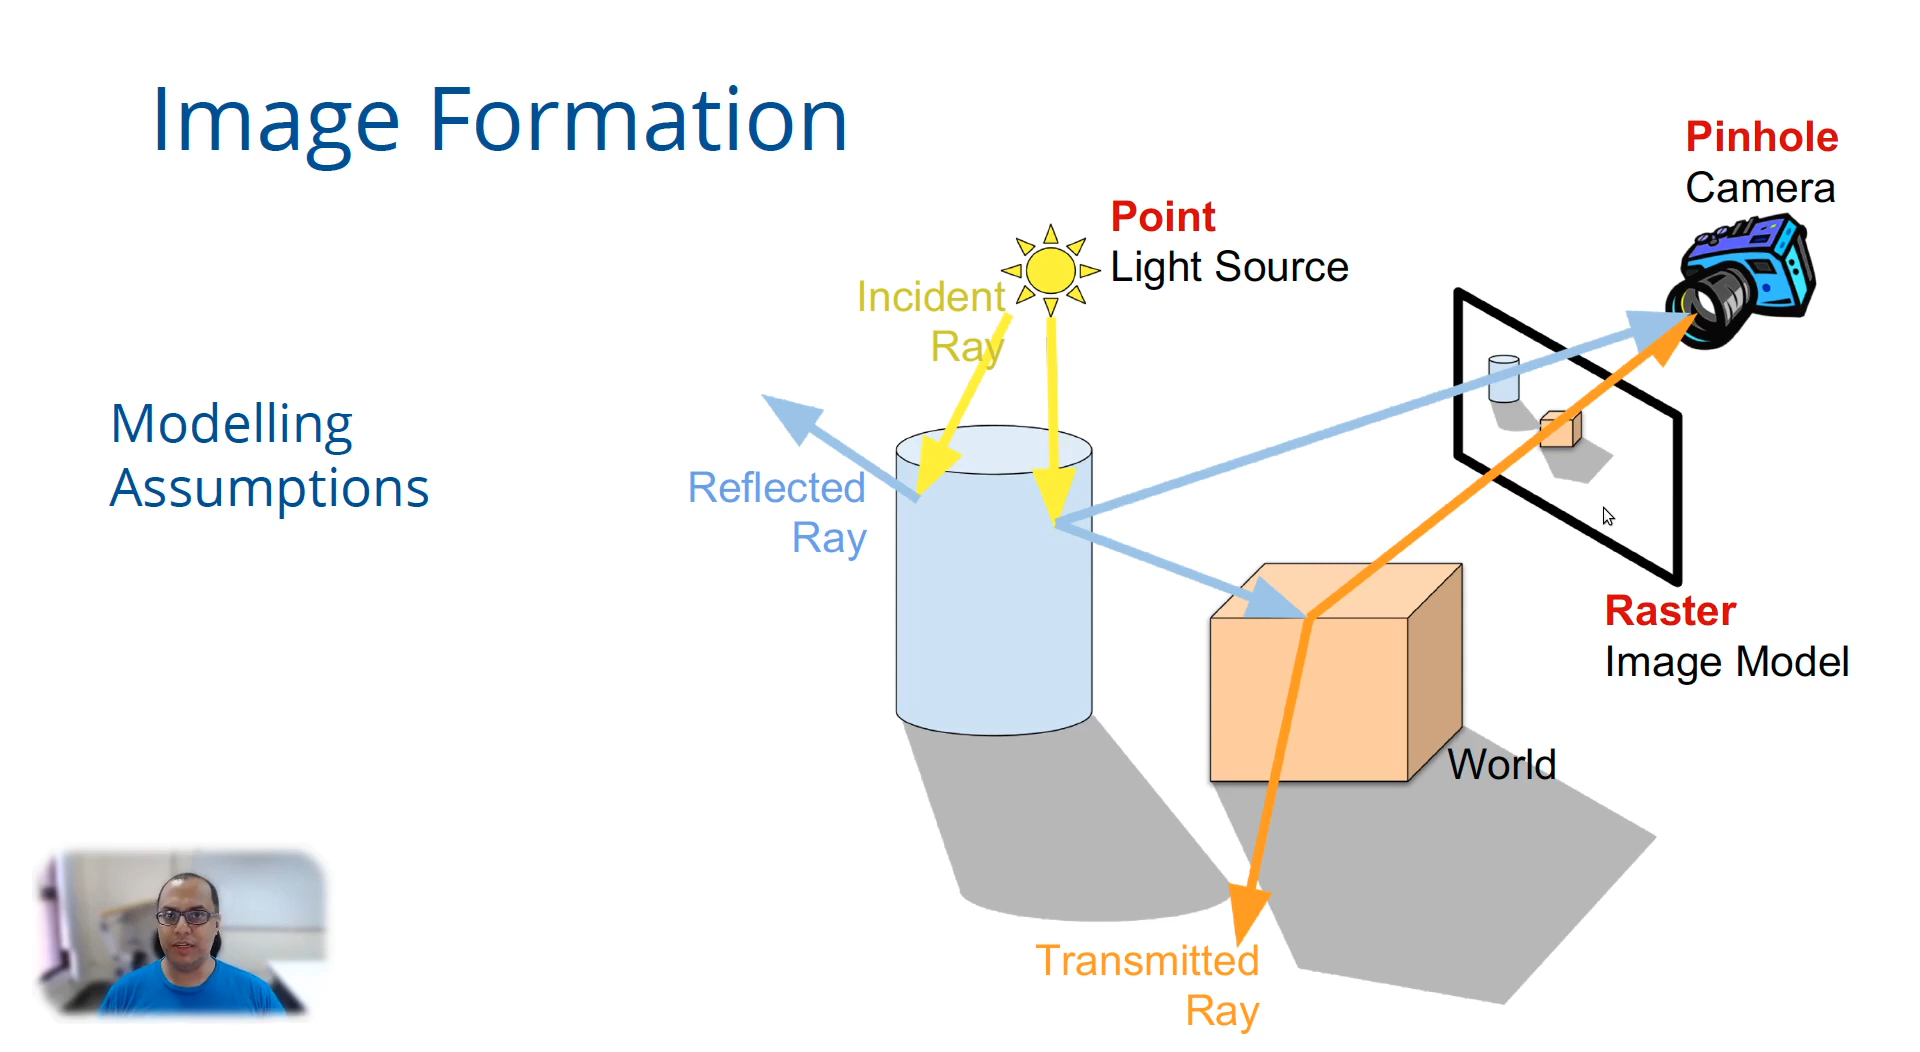 Image Formation
Pinhole
Camera
Point
Light Source
Incident
Ray
Modelling
Assumptions
Reflected
Ray
Raster
Image Model
World
Transmitted
Ray